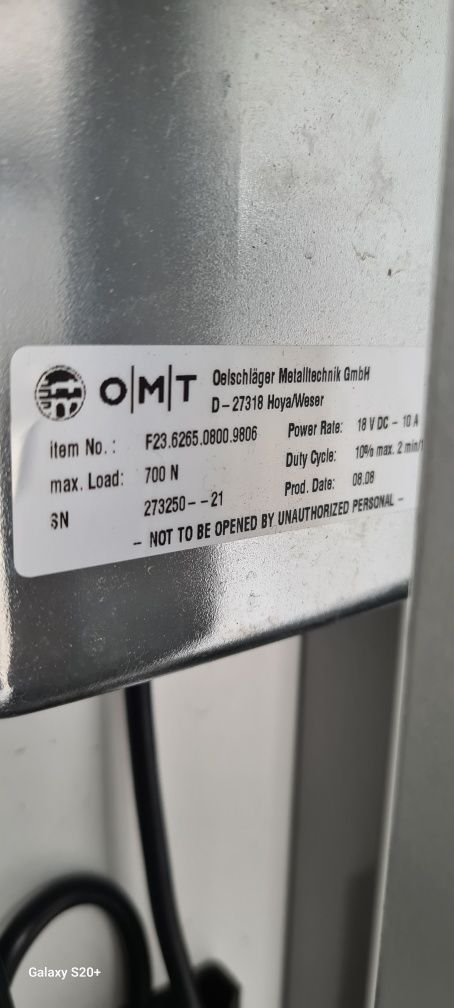 O|M|T Oelschläger Metalltechnik GmbH
D-27318 Hoya/Weser
item No.: F23.6265.0800.9806 Power Rate: 18 V DC - 10 A
max. Load: 700 N Duty Cycle: 10% max. 2 min/
SN 273250--21 Prod. Date: 08.08
- NOT TO BE OPENED BY UNAUTHORIZED PERSONAL -
Galaxy S20+